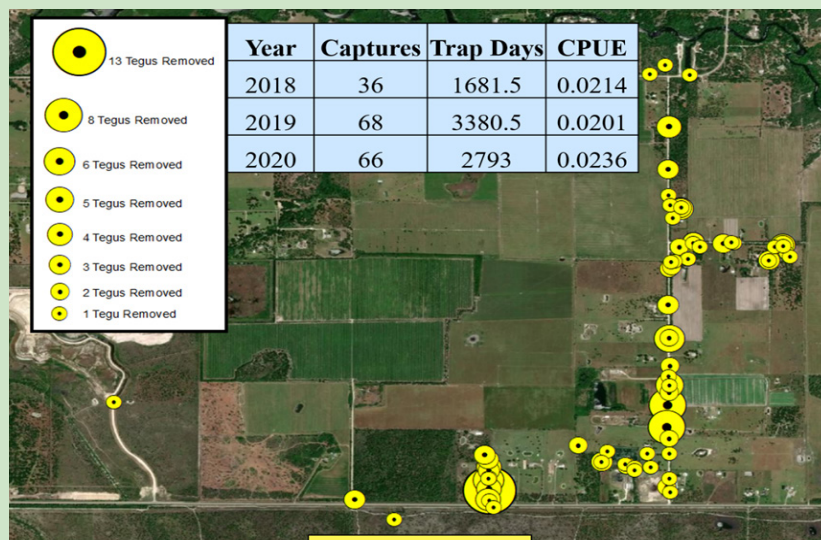 13 Tegus Removed
8 Tegus Removed
6 Tegus Removed
5 Tegus Removed
4 Tegus Removed
3 Tegus Removed
2 Tegus Removed
1 Tegu Removed
Year Captures Trap Days CPUE
2018 36 1681.5 0.0214
2019 68 3380.5 0.0201
2020 66 2793 0.0236